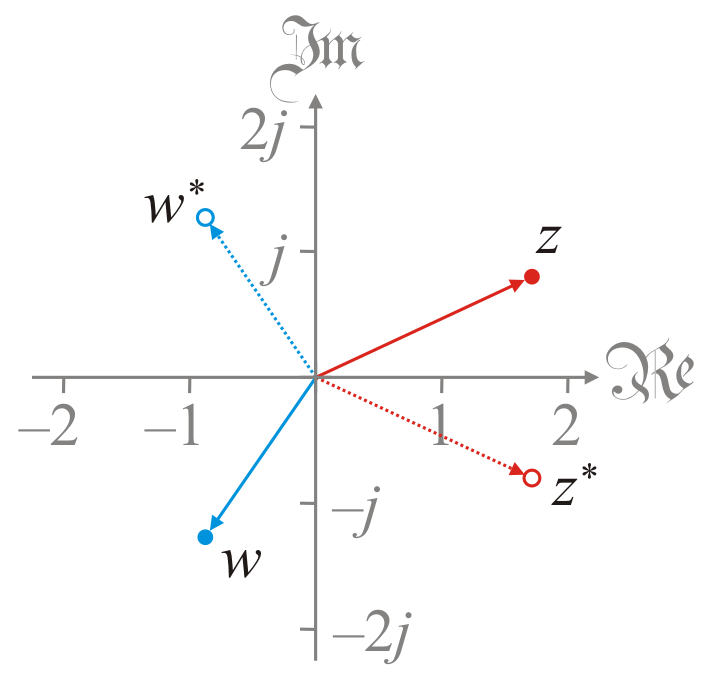 ℑ𝔪
2j
w*
z
j
ℜ𝔢
–2
–1
1
2
z*
–j
w
–2j